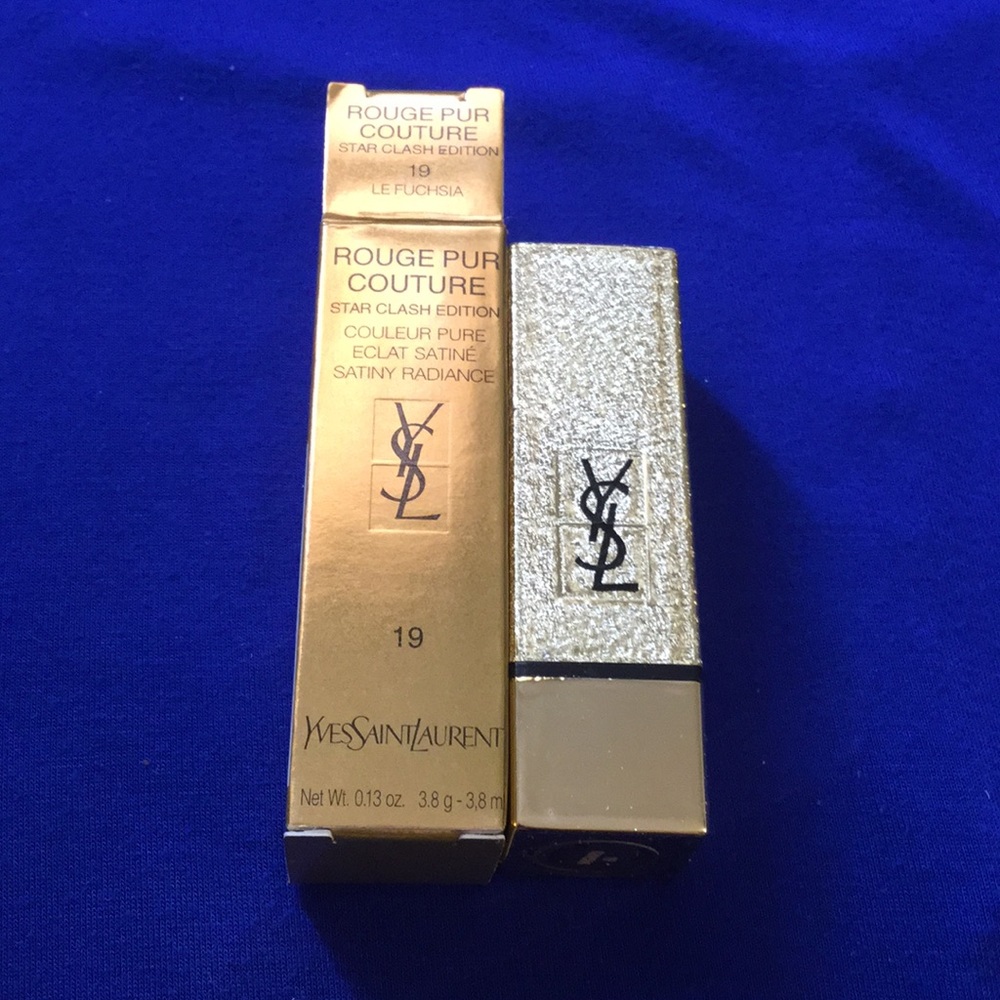 ROUGE PUR
COUTURE
STAR CLASH EDITION
19
LE FUCHSIA
ROUGE PUR
COUTURE
STAR CLASH EDITION
COULEUR PURE
ECLAT SATINÉ
SATINY RADIANCE
YSL
19
YVESSAINTLAURENT
Net Wt. 0.13 oz. 3.8 g - 3,8 m
YSL